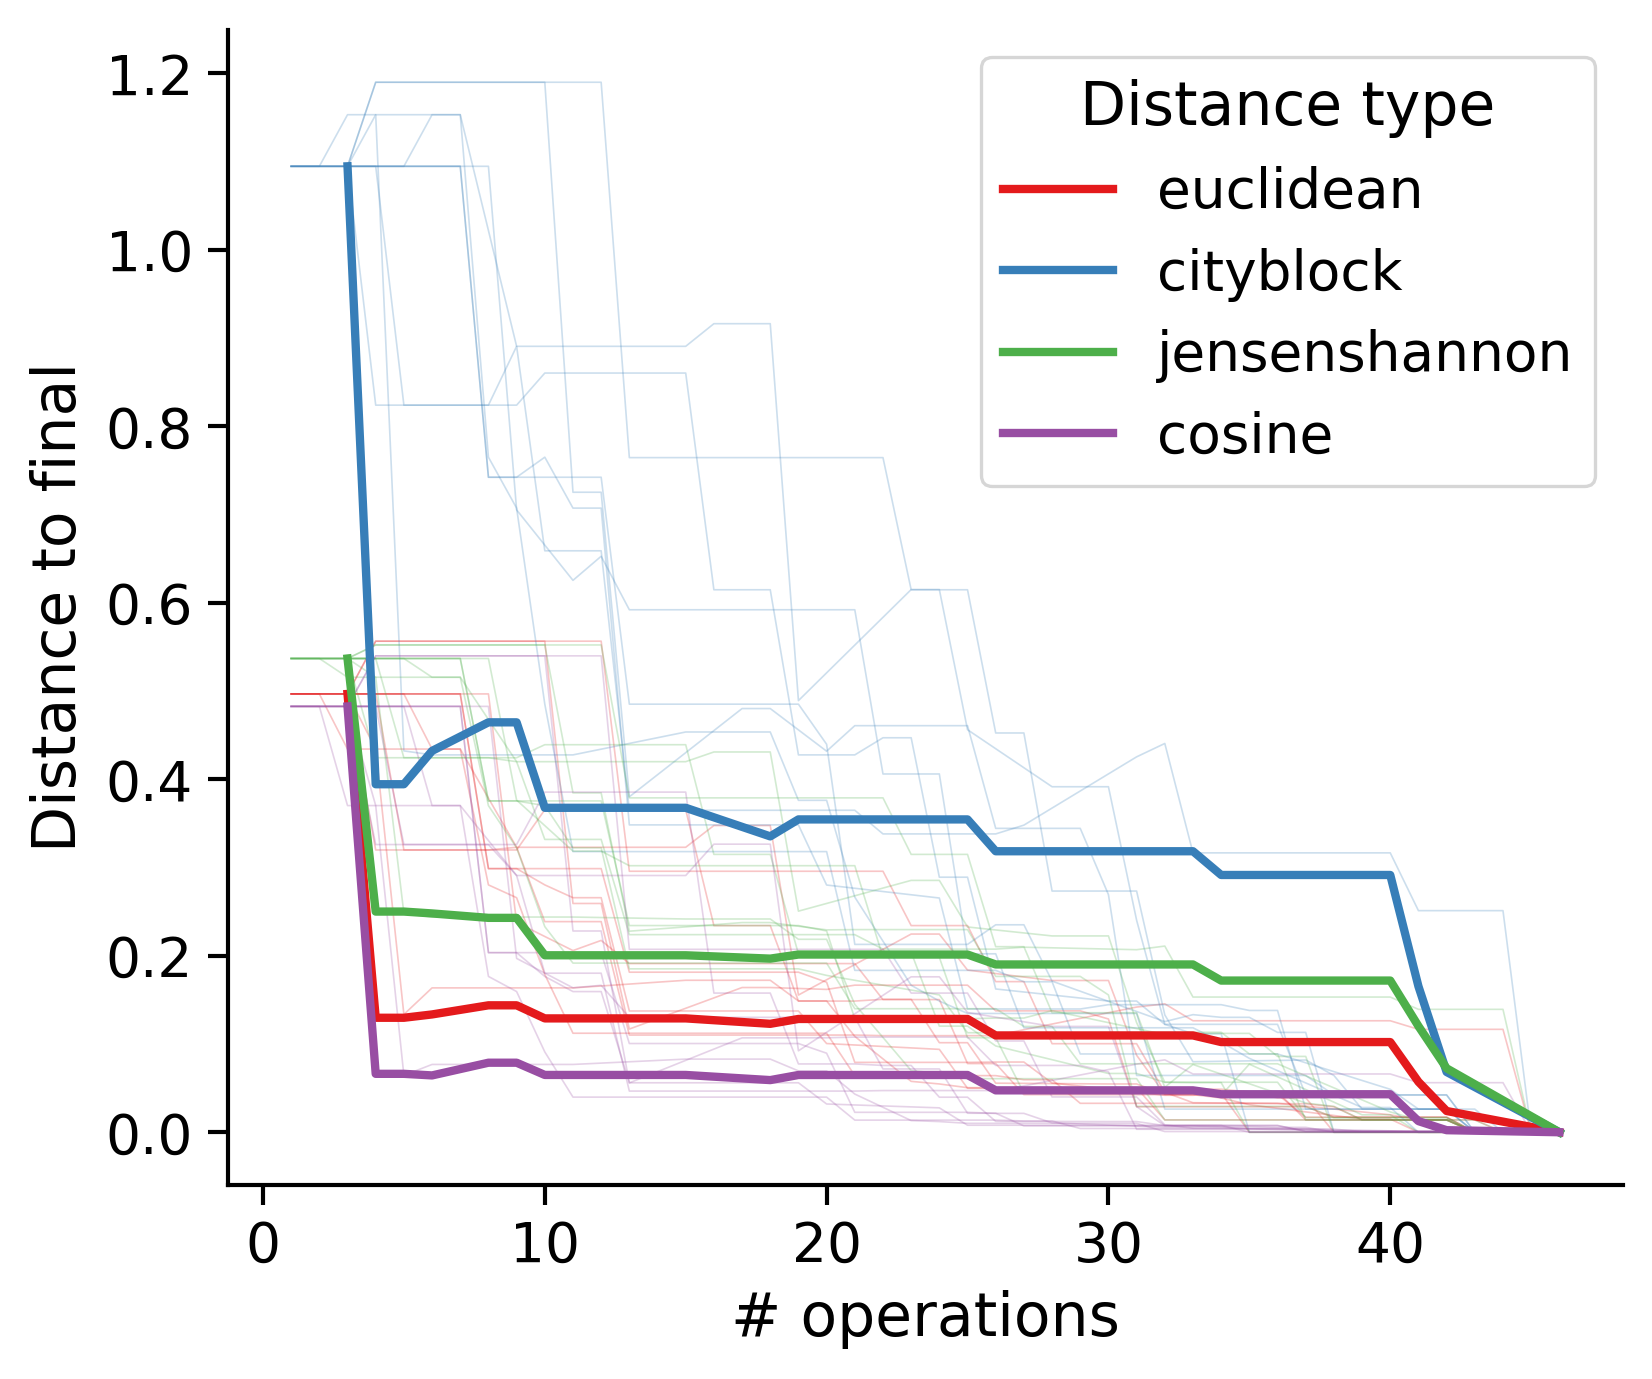 Distance to final
1.2
1.0
0.8
0.6
0.4
0.2
0.0
0
10
20
30
40
# operations
Distance type
euclidean
cityblock
jensenshannon
cosine